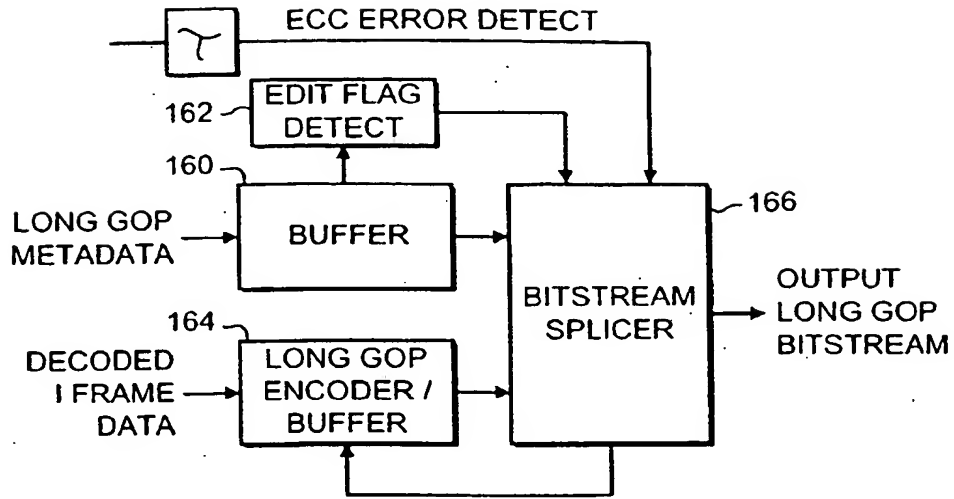 ECC ERROR DETECT
162
EDIT FLAG
DETECT
160
LONG GOP
METADATA
BUFFER
166
BITSTREAM
SPLICER
OUTPUT
LONG GOP
BITSTREAM
164
DECODED
I FRAME
DATA
LONG GOP
ENCODER /
BUFFER